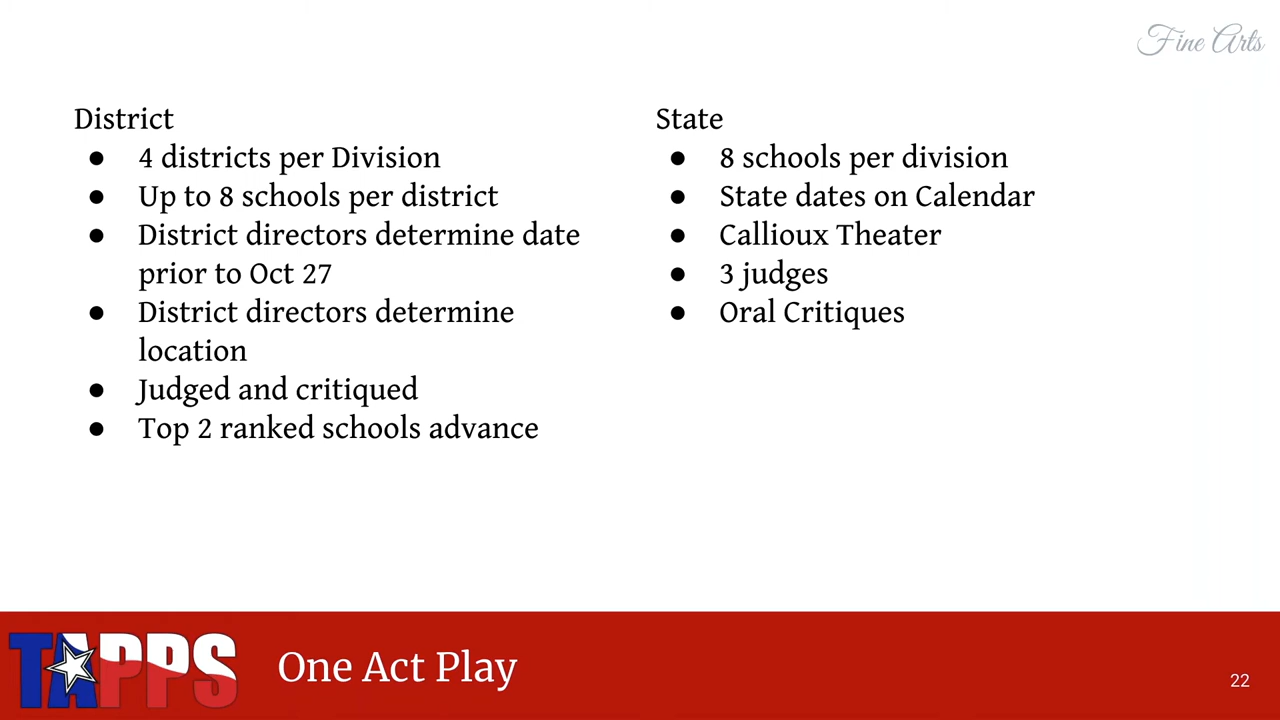 Fine Arts
District
● 4 districts per Division
● Up to 8 schools per district
● District directors determine date
prior to Oct 27
● District directors determine
location
● Judged and critiqued
● Top 2 ranked schools advance
State
● 8 schools per division
● State dates on Calendar
● Callioux Theater
● 3 judges
● Oral Critiques
TAPPS
One Act Play
22